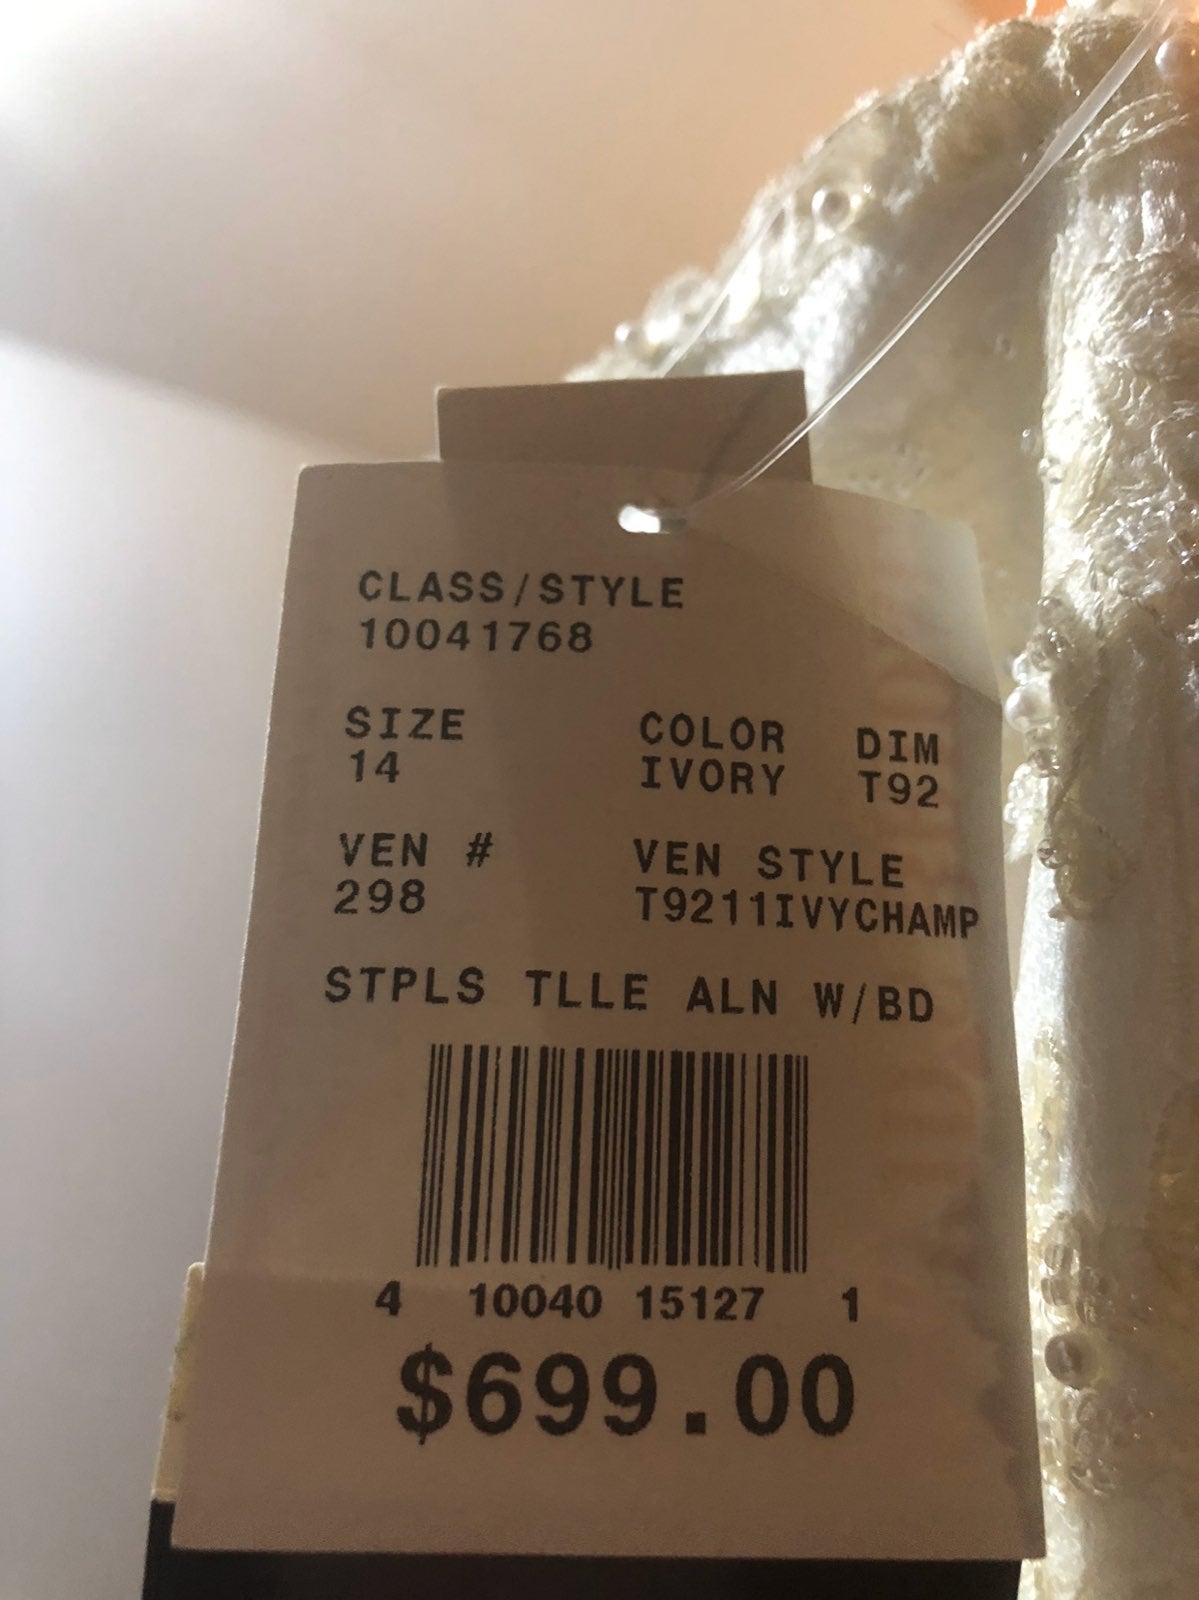 CLASS/STYLE
10041768
SIZE COLOR DIM
14 IVORY T92
VEN # VEN STYLE
298 T9211IVYCHAMP
STPLS TLLE ALN W/BD
4 10040 15127 1
$699.00